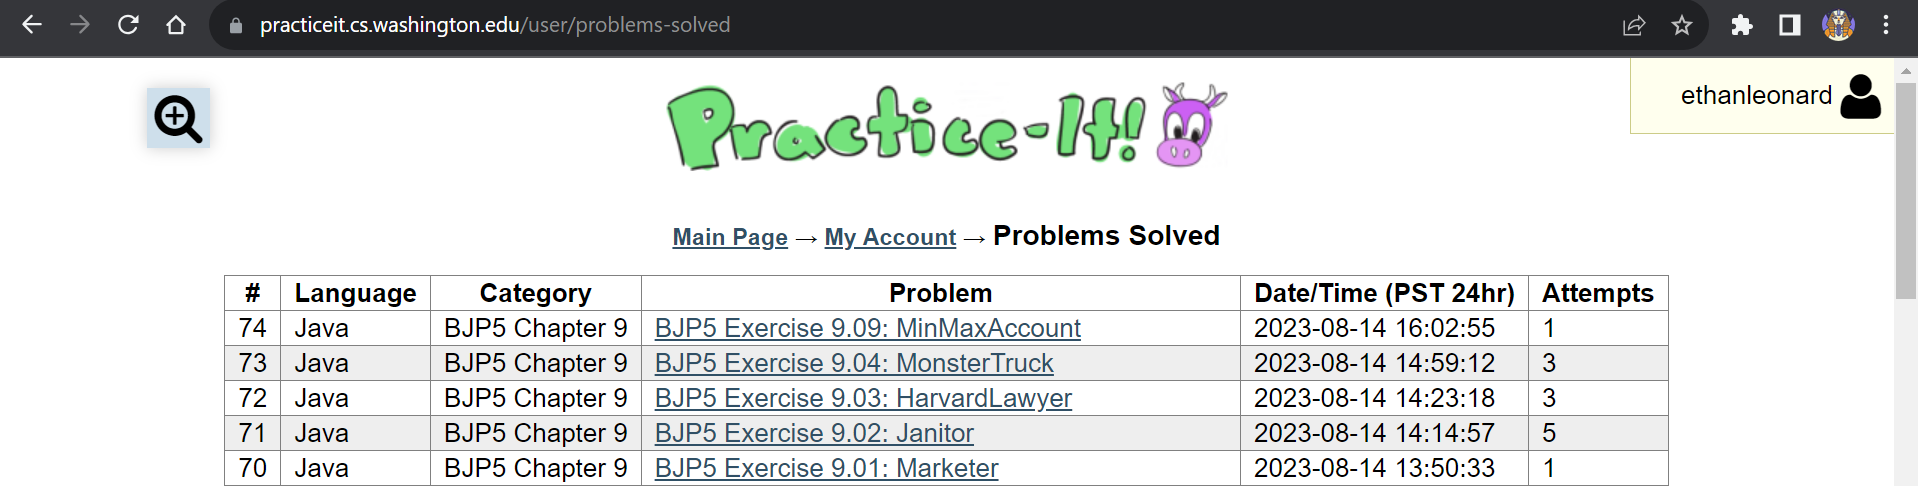 practiceit.cs.washington.edu/user/problems-solved
Practice-It!
ethanleonard
Main Page → My Account → Problems Solved
# Language Category Problem Date/Time (PST 24hr) Attempts
74 Java BJP5 Chapter 9 BJP5 Exercise 9.09: MinMaxAccount 2023-08-14 16:02:55 1
73 Java BJP5 Chapter 9 BJP5 Exercise 9.04: MonsterTruck 2023-08-14 14:59:12 3
72 Java BJP5 Chapter 9 BJP5 Exercise 9.03: HarvardLawyer 2023-08-14 14:23:18 3
71 Java BJP5 Chapter 9 BJP5 Exercise 9.02: Janitor 2023-08-14 14:14:57 5
70 Java BJP5 Chapter 9 BJP5 Exercise 9.01: Marketer 2023-08-14 13:50:33 1